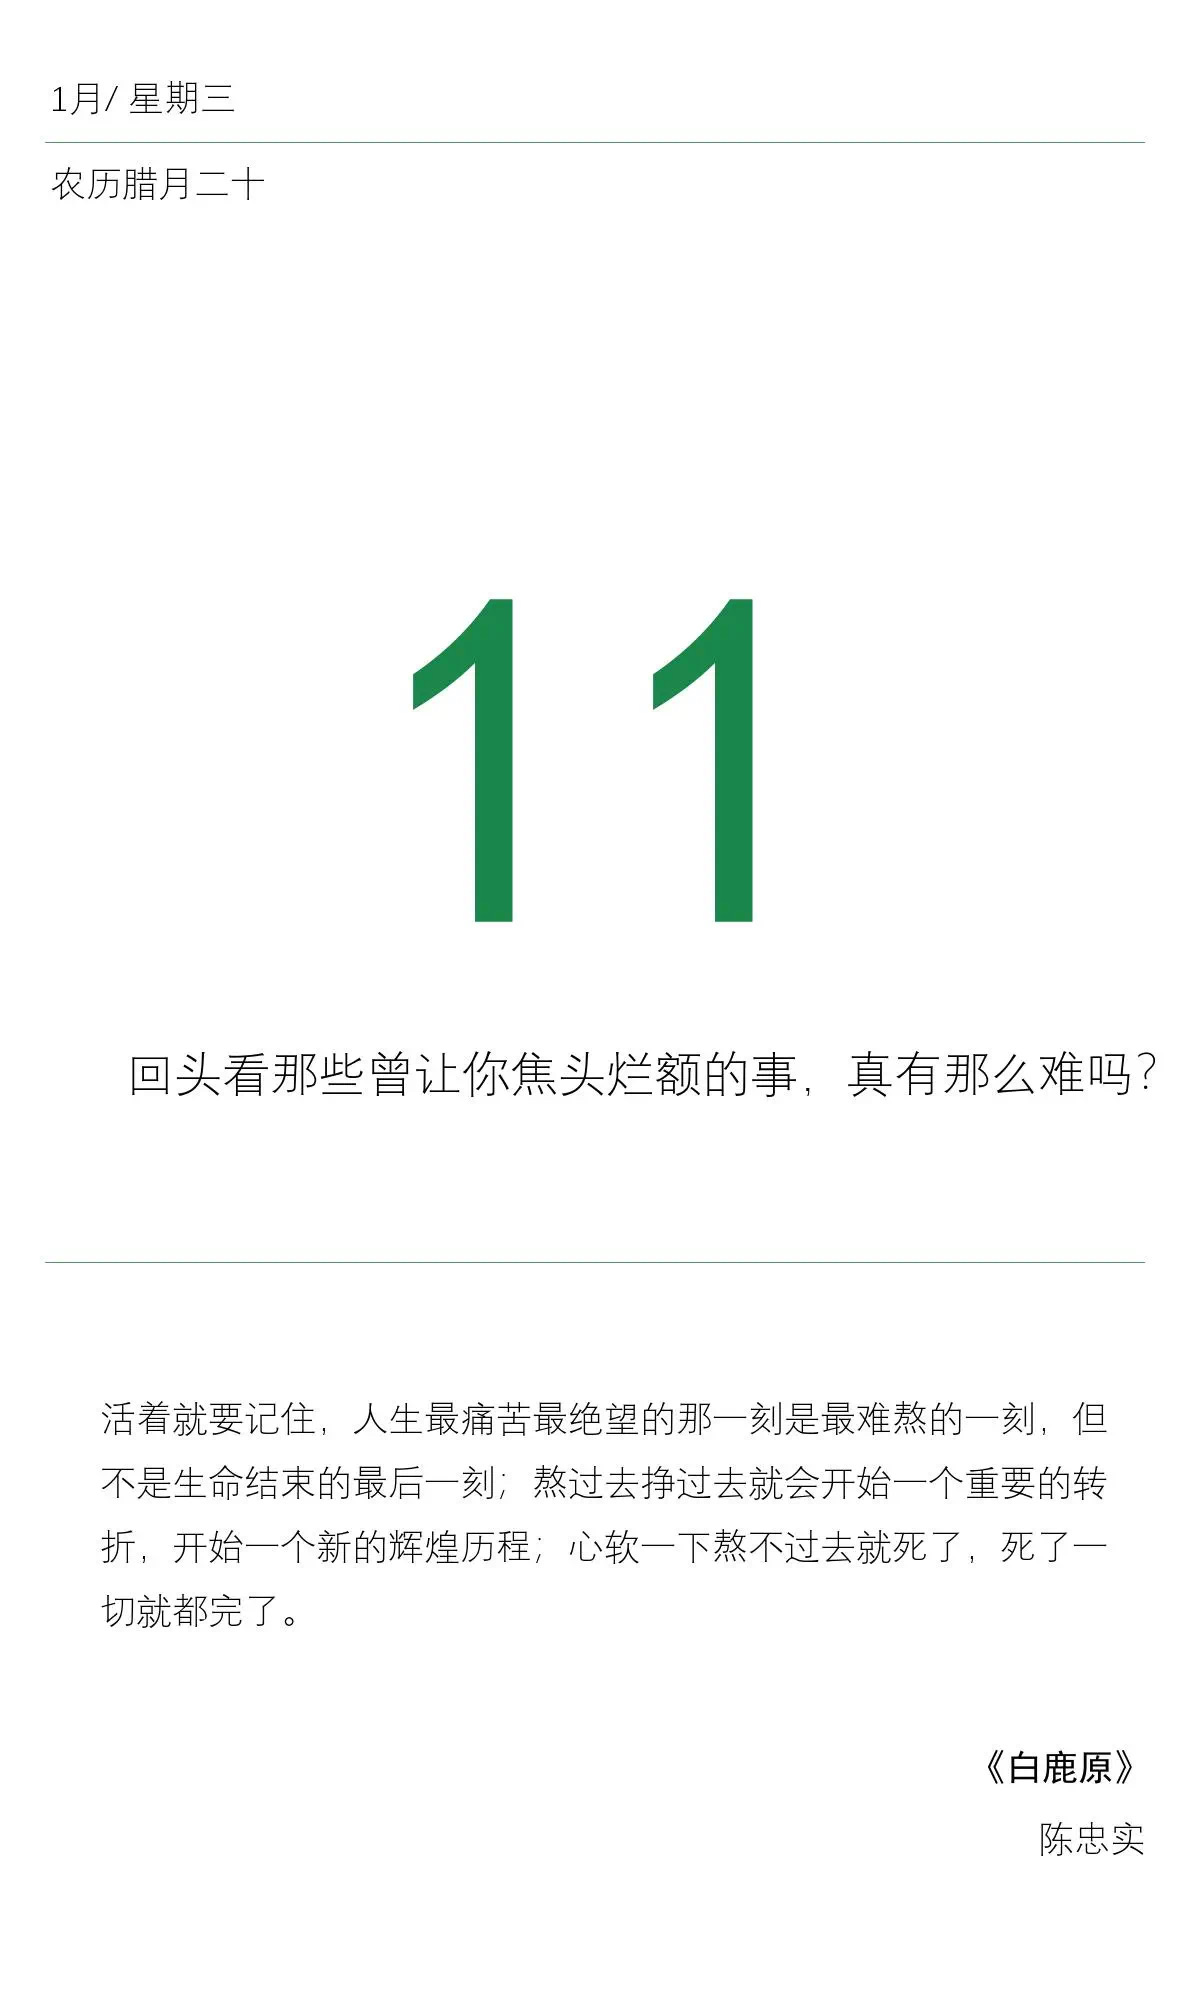 1月/ 星期三
农历腊月二十
11
回头看那些曾让你焦头烂额的事，真有那么难吗？
活着就要记住，人生最痛苦最绝望的那一刻是最难熬的一刻，但
不是生命结束的最后一刻；熬过去挣过去就会开始一个重要的转
折，开始一个新的辉煌历程；心软一下熬不过去就死了，死了一
切就都完了。
《白鹿原》
陈忠实